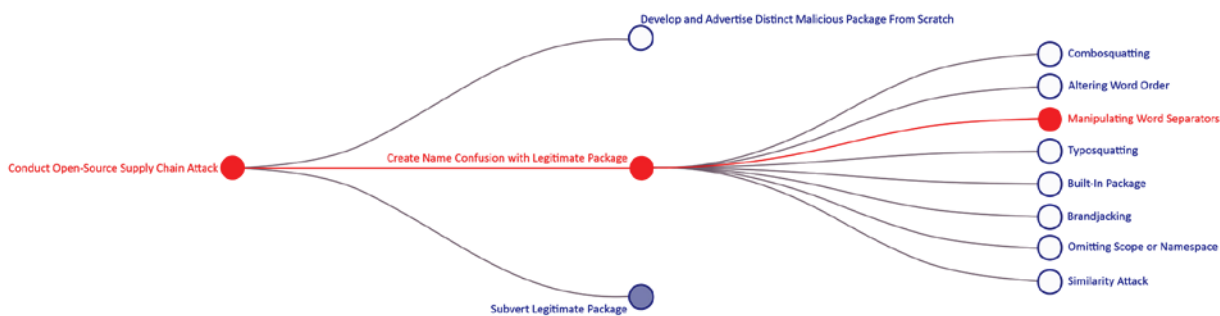 Develop and Advertise Distinct Malicious Package From Scratch
Combosquatting
Altering Word Order
Manipulating Word Separators
Create Name Confusion with Legitimate Package
Conduct Open-Source Supply Chain Attack
Typosquatting
Built-In Package
Brandjacking
Omitting Scope or Namespace
Similarity Attack
Subvert Legitimate Package